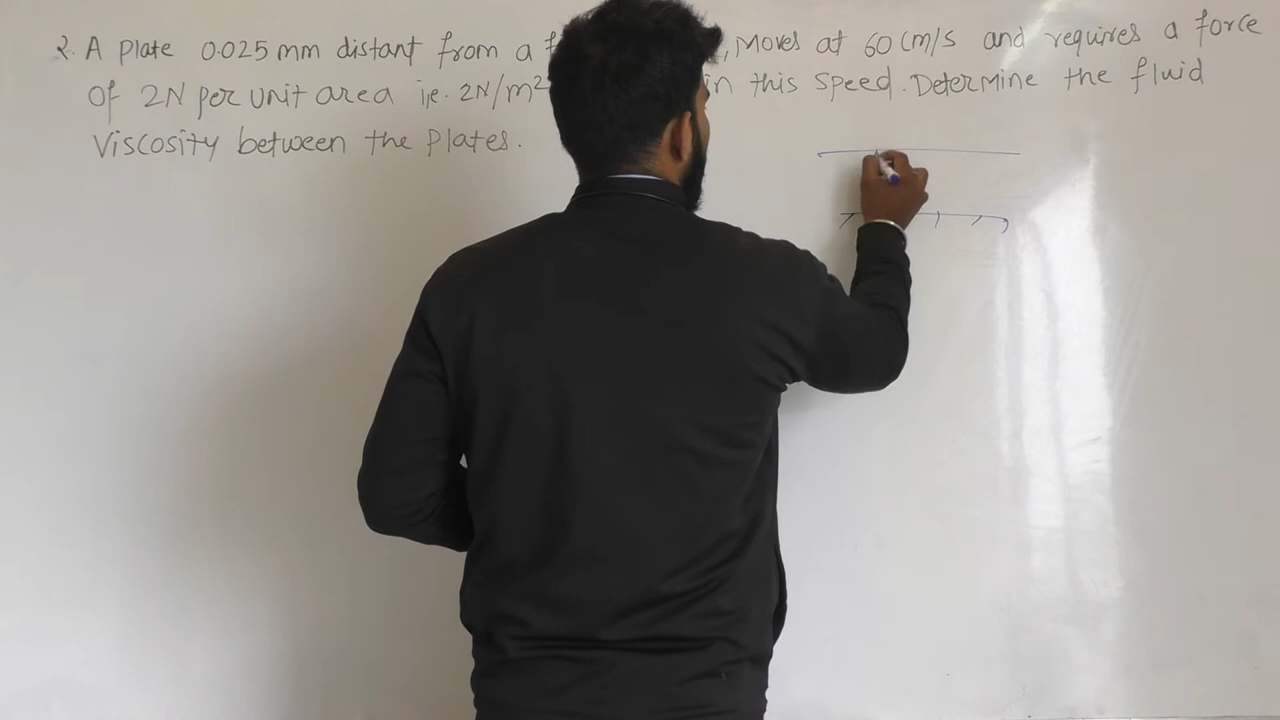 2. A Plate 0.025 mm distant from a f , Moves at 60 cm/s and requires a force
Of 2N per unit area i,e. 2N/m² in this speed. Determine the fluid
Viscosity between the Plates.